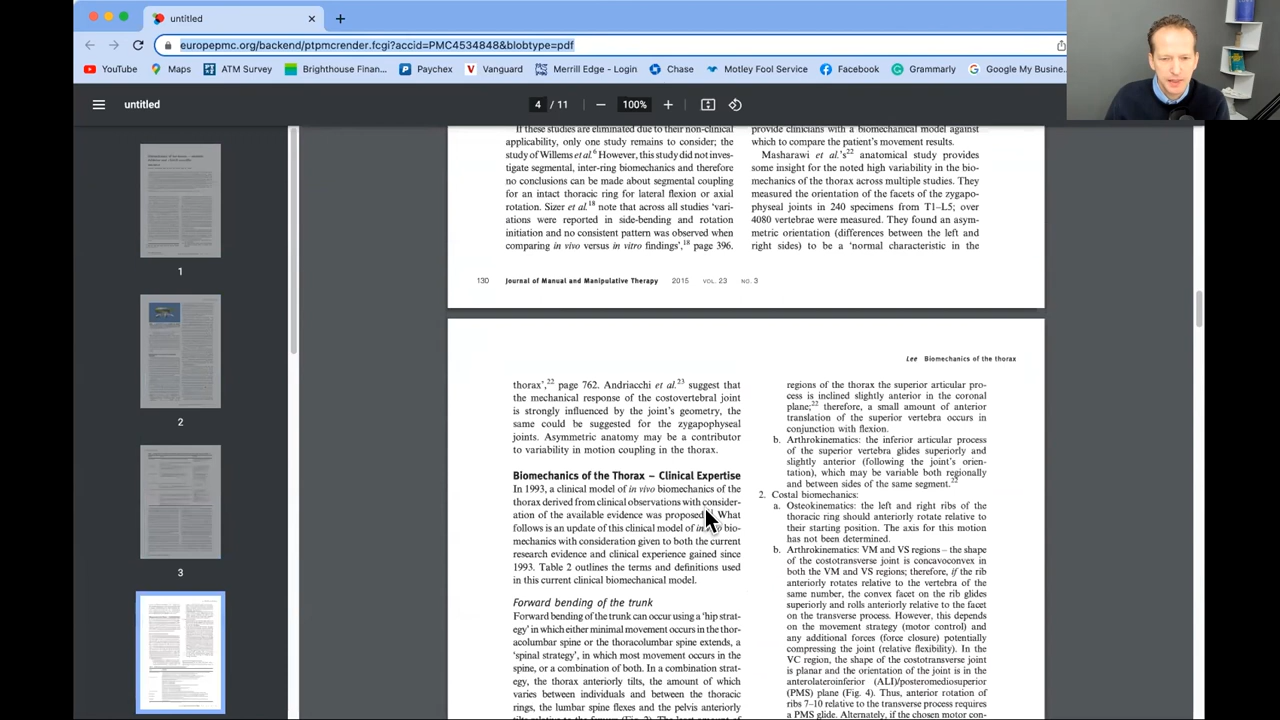 untitled
europepmc.org/backend/ptpmcrender.fcgi?accid=PMC4534848&blobtype=pdf
YouTube
Maps
ATM Survey
Brighthouse Finan...
Paychex
Vanguard
Merrill Edge - Login
Chase
Motley Fool Service
Facebook
Grammarly
Google My Busine...
untitled
4 / 11
100%
1
2
3
If these studies are eliminated due to their non-clinical
applicability, only one study remains to consider; the
study of Willems et al.6 However, this study did not inves-
tigate segmental, inter-ring biomechanics and therefore
no conclusions can be made about segmental coupling
for an intact thoracic ring for lateral flexion or axial
rotation. Sizer et al.18 note that across all studies ‘vari-
ations were reported in side-bending and rotation
initiation and no consistent pattern was observed when
comparing in vivo versus in vitro findings’,18 page 396.
provide clinicians with a biomechanical model against
which to compare the patient's movement results.
Masharawi et al.'s22 anatomical study provides
some insight for the noted high variability in the bio-
mechanics of the thorax across multiple studies. They
measured the orientation of the facets of the zygapo-
physeal joints in 240 specimens from T1–L5; over
4080 vertebrae were measured. They found an asym-
metric orientation (differences between the left and
right sides) to be a ‘normal characteristic in the
130 Journal of Manual and Manipulative Therapy 2015 VOL. 23 NO. 3
Lee Biomechanics of the thorax
thorax’,22 page 762. Andriacchi et al.23 suggest that
the mechanical response of the costovertebral joint
is strongly influenced by the joint's geometry, the
same could be suggested for the zygapophyseal
joints. Asymmetric anatomy may be a contributor
to variability in motion coupling in the thorax.
Biomechanics of the Thorax – Clinical Expertise
In 1993, a clinical model of in vivo biomechanics of the
thorax derived from clinical observations with consider-
ation of the available evidence was proposed What
follows is an update of this clinical model of bio-
mechanics with consideration given to both the current
research evidence and clinical experience gained since
1993. Table 2 outlines the terms and definitions used
in this current clinical biomechanical model.
Forward bending of the trunk
Forward bending of the trunk can occur using a ‘hip strat-
egy’ in which either minimal movement occurs in the thor-
acolumbar spine or the thoracolumbar spine extends, a
‘spinal strategy’, in which most movement occurs in the
spine, or a combination of both. In a combination strat-
egy, the thorax anteriorly tilts, the amount of which
varies between individuals and between the thoracic
rings, the lumbar spine flexes and the pelvis anteriorly
regions of the thorax the superior articular pro-
cess is inclined slightly anterior in the coronal
plane;22 therefore, a small amount of anterior
translation of the superior vertebra occurs in
conjunction with flexion.
b. Arthrokinematics: the inferior articular process
of the superior vertebra glides superiorly and
slightly anterior (following the joint's orien-
tation), which may be variable both regionally
and between sides of the same segment.22
2. Costal biomechanics:
a. Osteokinematics: the left and right ribs of the
thoracic ring should anteriorly rotate relative to
their starting position. The axis for this motion
has not been determined.
b. Arthrokinematics: VM and VS regions – the shape
of the costotransverse joint is concavoconvex in
both the VM and VS regions; therefore, if the rib
anteriorly rotates relative to the vertebra of the
same number, the convex facet on the rib glides
superiorly and rolls anteriorly relative to the facet
on the transverse process. However, this depends
on the movement strategy (motor control) and
any additional forces (force closure) potentially
compressing the joint (relative flexibility). In the
VC region, the shape of the costotransverse joint
is planar and the orientation of the joint is in the
anterolateroinferior (ALI)/posteromediosuperior
(PMS) plane (Fig. 4). Thus, anterior rotation of
ribs 7–10 relative to the transverse process requires
a PMS glide. Alternatively, if the chosen motor con-